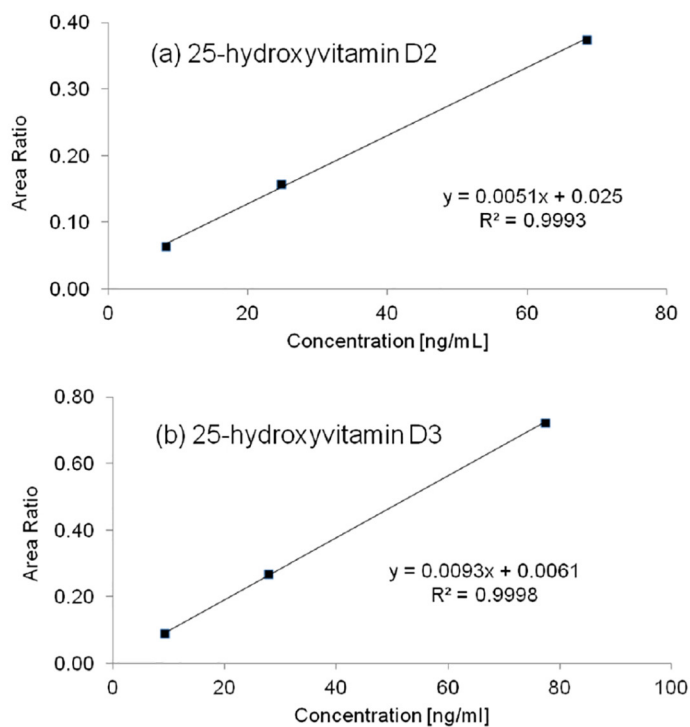 0.40
(a) 25-hydroxyvitamin D2
0.30
Area Ratio
0.20
y = 0.0051x + 0.025
R² = 0.9993
0.10
0.00
0 20 40 60 80
Concentration [ng/mL]
0.80
(b) 25-hydroxyvitamin D3
0.60
Area Ratio
0.40
y = 0.0093x + 0.0061
R² = 0.9998
0.20
0.00
0 20 40 60 80 100
Concentration [ng/ml]